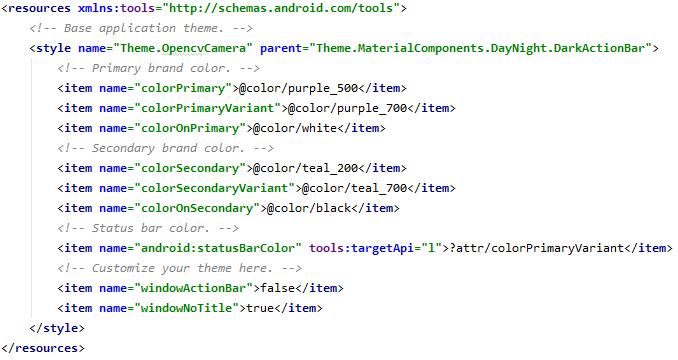 <resources xmlns:tools="http://schemas.android.com/tools">
<!-- Base application theme. -->
<style name="Theme.OpencvCamera" parent="Theme.MaterialComponents.DayNight.DarkActionBar">
<!-- Primary brand color. -->
<item name="colorPrimary">@color/purple_500</item>
<item name="colorPrimaryVariant">@color/purple_700</item>
<item name="colorOnPrimary">@color/white</item>
<!-- Secondary brand color. -->
<item name="colorSecondary">@color/teal_200</item>
<item name="colorSecondaryVariant">@color/teal_700</item>
<item name="colorOnSecondary">@color/black</item>
<!-- Status bar color. -->
<item name="android:statusBarColor" tools:targetApi="l">?attr/colorPrimaryVariant</item>
<!-- Customize your theme here. -->
<item name="windowActionBar">false</item>
<item name="windowNoTitle">true</item>
</style>
</resources>